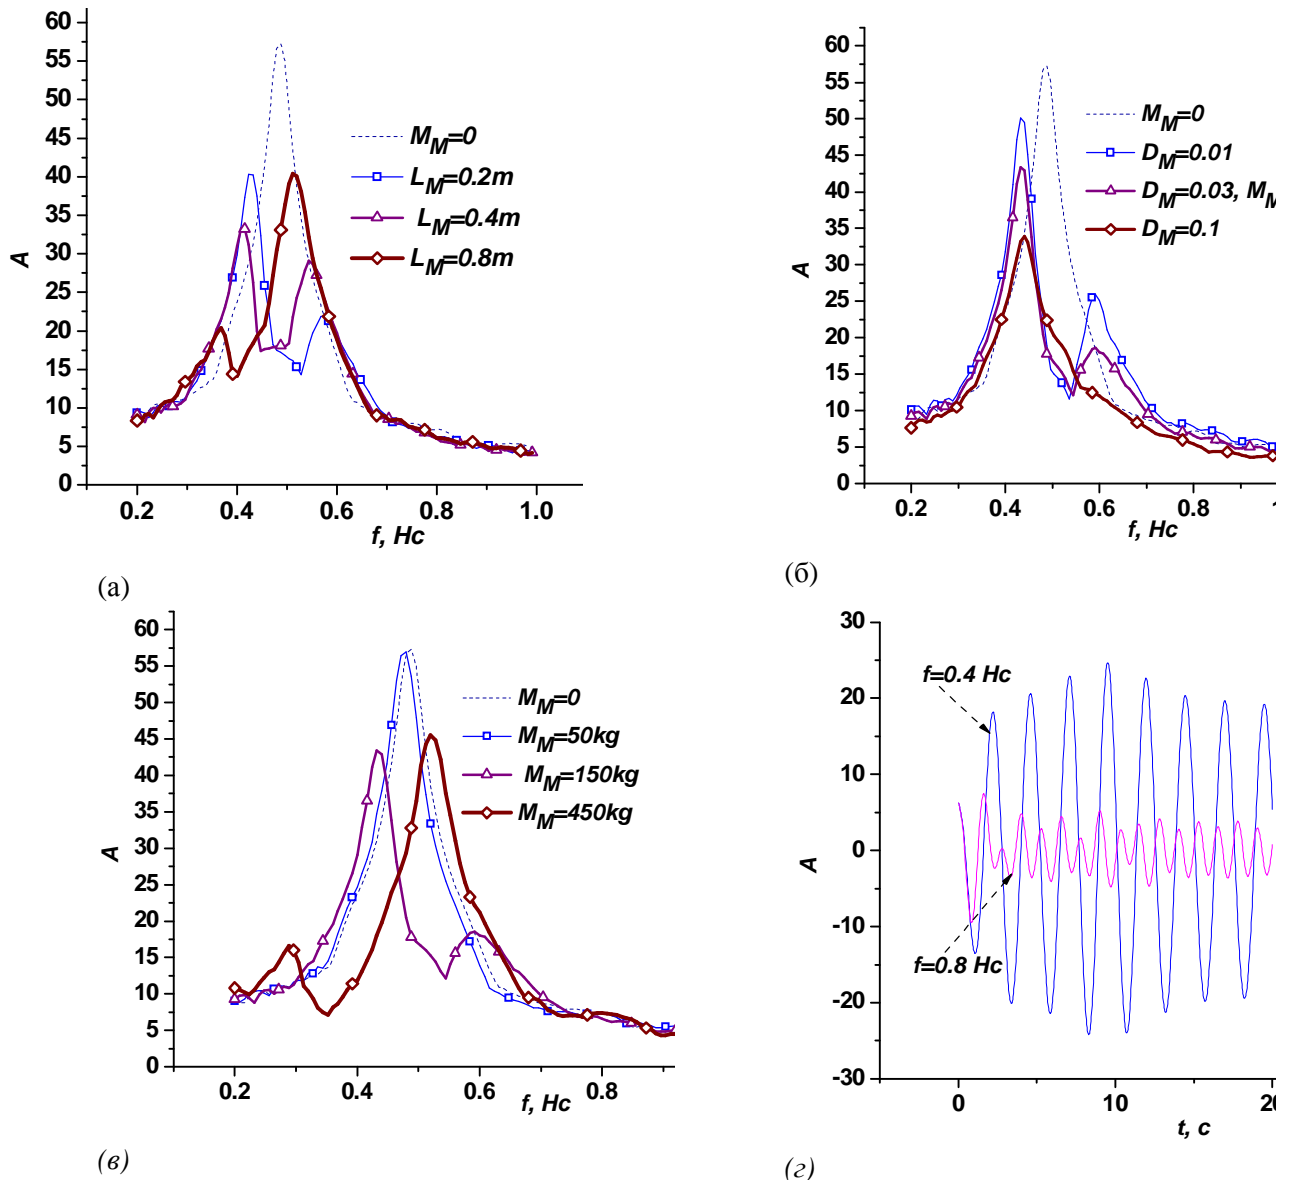 60
55
50
45
40
35
30
25
20
15
10
5
0
A
0.2
0.4
0.6
0.8
1.0
f, Hc
M_M=0
L_M=0.2m
L_M=0.4m
L_M=0.8m
(а)
60
55
50
45
40
35
30
25
20
15
10
5
0
A
0.2
0.4
0.6
0.8
f, Hc
M_M=0
D_M=0.01
D_M=0.03, M_M
D_M=0.1
(б)
60
55
50
45
40
35
30
25
20
15
10
5
0
A
0.2
0.4
0.6
0.8
f, Hc
M_M=0
M_M=50kg
M_M=150kg
M_M=450kg
(в)
30
20
10
0
-10
-20
-30
A
0
10
20
t, c
f=0.4 Hc
f=0.8 Hc
(г)